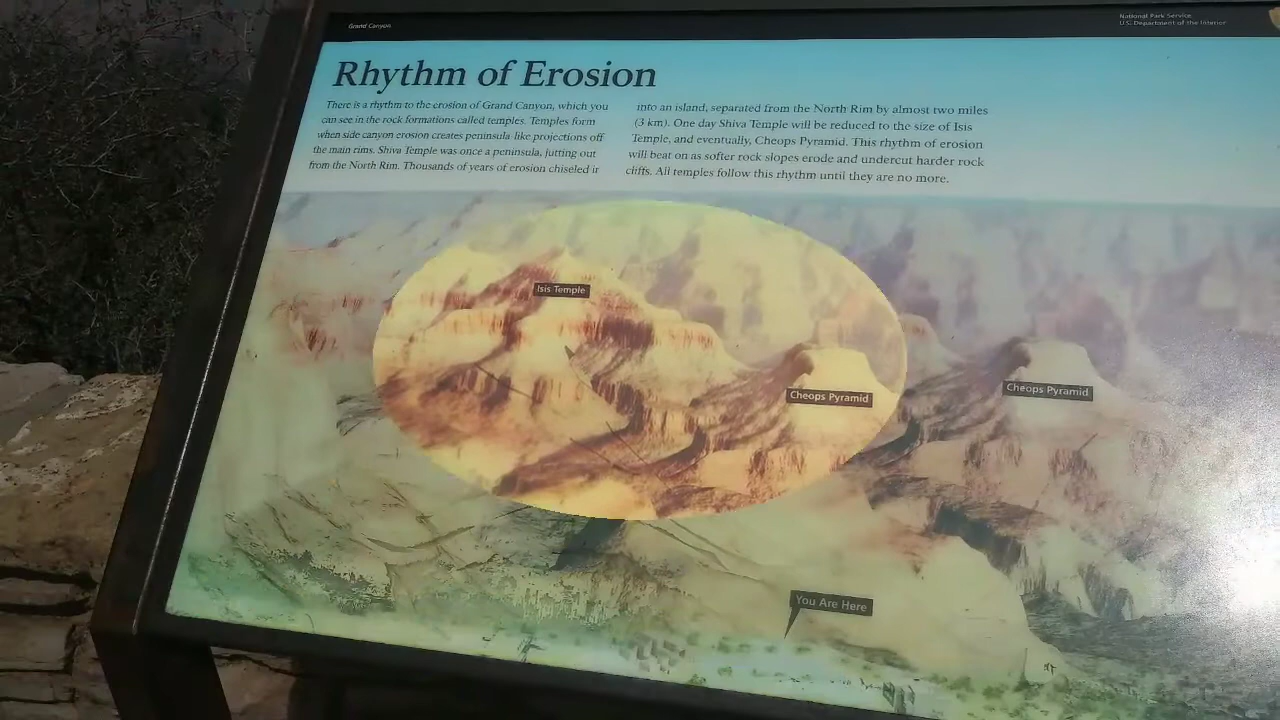 Grand Canyon
National Park Service
U.S. Department of the Interior
Rhythm of Erosion
There is a rhythm to the erosion of Grand Canyon, which you
can see in the rock formations called temples. Temples form
when side canyon erosion creates peninsula-like projections off
the main rims. Shiva Temple was once a peninsula, jutting out
from the North Rim. Thousands of years of erosion chiseled it
into an island, separated from the North Rim by almost two miles
(3 km). One day Shiva Temple will be reduced to the size of Isis
Temple, and eventually, Cheops Pyramid. This rhythm of erosion
will beat on as softer rock slopes erode and undercut harder rock
cliffs. All temples follow this rhythm until they are no more.
Isis Temple
Cheops Pyramid
Cheops Pyramid
You Are Here